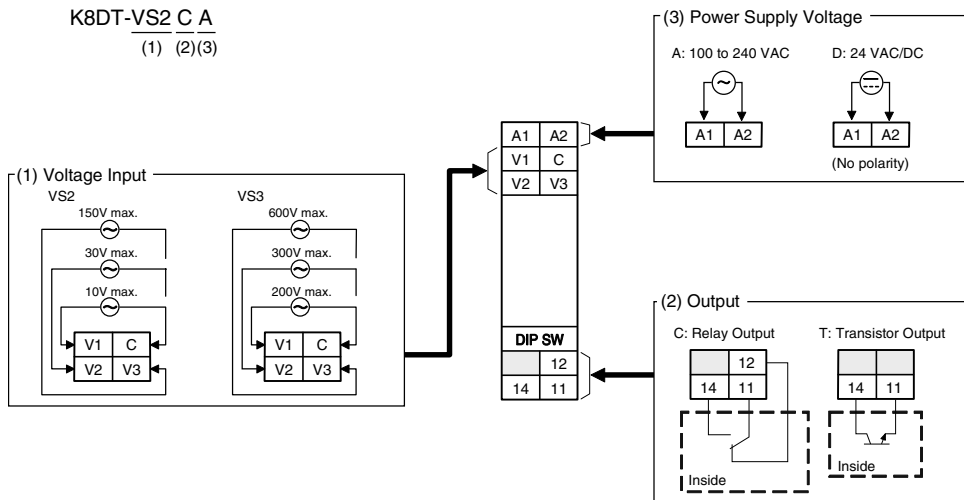 K8DT-VS2 C A
(1) (2) (3)
(3) Power Supply Voltage
A: 100 to 240 VAC
D: 24 VAC/DC
A1 A2
A1 A2
(No polarity)
A1 A2
V1 C
V2 V3
DIP SW
12
14 11
(1) Voltage Input
VS2
150V max.
30V max.
10V max.
V1 C
V2 V3
VS3
600V max.
300V max.
200V max.
V1 C
V2 V3
(2) Output
C: Relay Output
12
14 11
Inside
T: Transistor Output
14 11
Inside